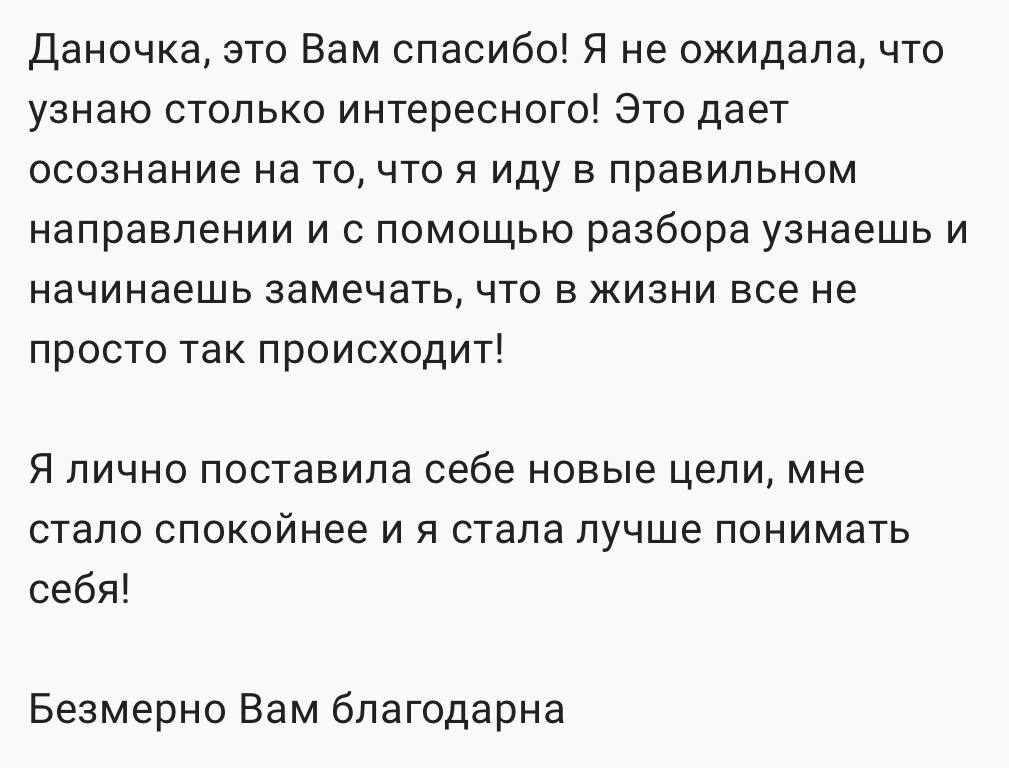 Даночка, это Вам спасибо! Я не ожидала, что
узнаю столько интересного! Это дает
осознание на то, что я иду в правильном
направлении и с помощью разбора узнаешь и
начинаешь замечать, что в жизни все не
просто так происходит!
Я лично поставила себе новые цели, мне
стало спокойнее и я стала лучше понимать
себя!
Безмерно Вам благодарна